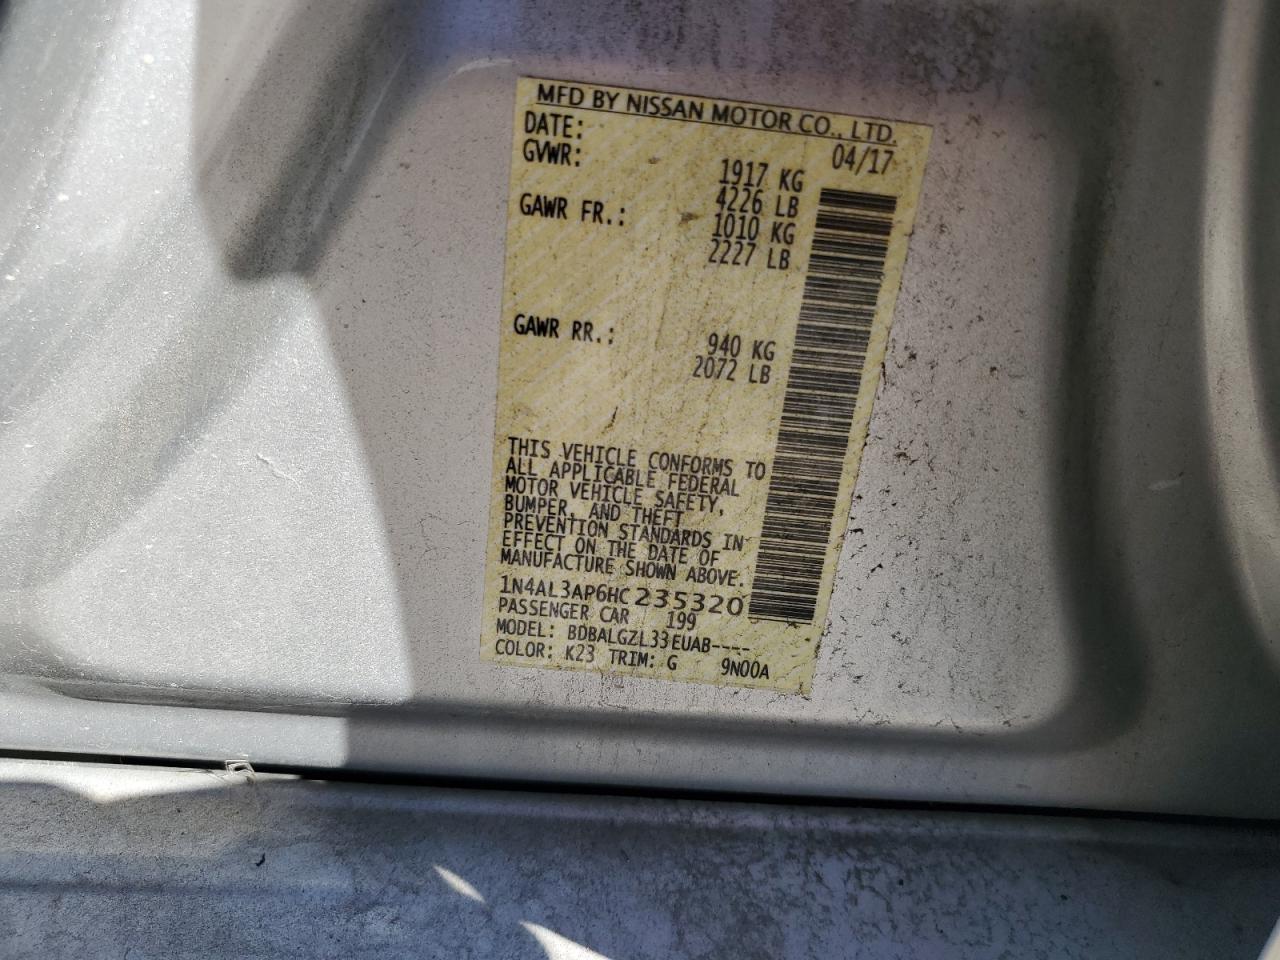 MFD BY NISSAN MOTOR CO., LTD.
DATE: 04/17
GVWR: 1917 KG
4226 LB
GAWR FR.: 1010 KG
2227 LB
GAWR RR.: 940 KG
2072 LB
THIS VEHICLE CONFORMS TO
ALL APPLICABLE FEDERAL
MOTOR VEHICLE SAFETY,
BUMPER, AND THEFT
PREVENTION STANDARDS IN
EFFECT ON THE DATE OF
MANUFACTURE SHOWN ABOVE.
1N4AL3AP6HC235320
PASSENGER CAR 199
MODEL: BDBALGZL33EUAB----
COLOR: K23 TRIM: G 9N00A